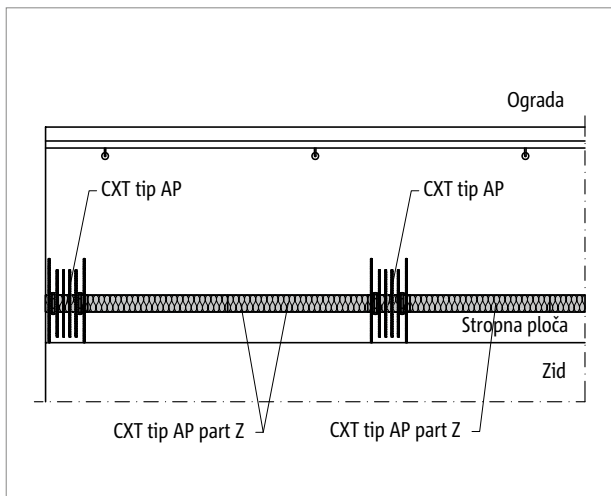 Ograda
CXT tip AP
CXT tip AP
Stropna ploča
Zid
CXT tip AP part Z
CXT tip AP part Z